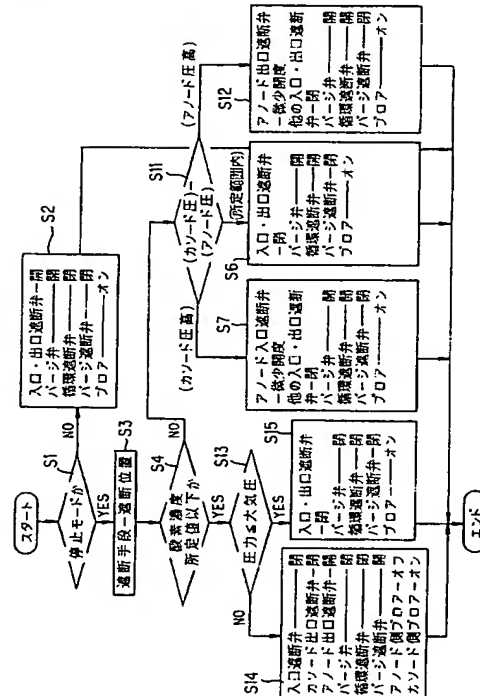 スタート
S1
停止モードか
NO
YES
S2
入口・出口遮断弁―開
パージ弁――――閉
循環遮断弁―――閉
パージ遮断弁――閉
ブロアー――――オン
S3
遮断手段―遮断位置
S4
酸素濃度
所定値以下か
NO
YES
S11
(カソード圧)―
(アノード圧)
(カソード圧高)
(所定範囲内)
(アノード圧高)
S13
圧力≦大気圧
NO
YES
S14
入口遮断弁――――閉
カソード出口遮断弁―閉
アノード出口遮断弁―開
パージ弁―――――閉
循環遮断弁――――閉
パージ遮断弁―――開
アノード側ブロアー―オフ
カソード側ブロアー―オン
S15
入口・出口遮断弁
―閉
パージ弁――――閉
循環遮断弁―――閉
パージ遮断弁――閉
ブロアー――――オン
S7
アノード入口遮断弁
―微少開度
他の入口・出口遮断
弁―閉
パージ弁――――開
循環遮断弁―――開
パージ遮断弁――閉
ブロアー――――オン
S6
入口・出口遮断弁
―閉
パージ弁――――開
循環遮断弁―――開
パージ遮断弁――閉
ブロアー――――オン
S12
アノード出口遮断弁
―微少開度
他の入口・出口遮断
弁―閉
パージ弁――――開
循環遮断弁―――開
パージ遮断弁――閉
ブロアー――――オン
エンド